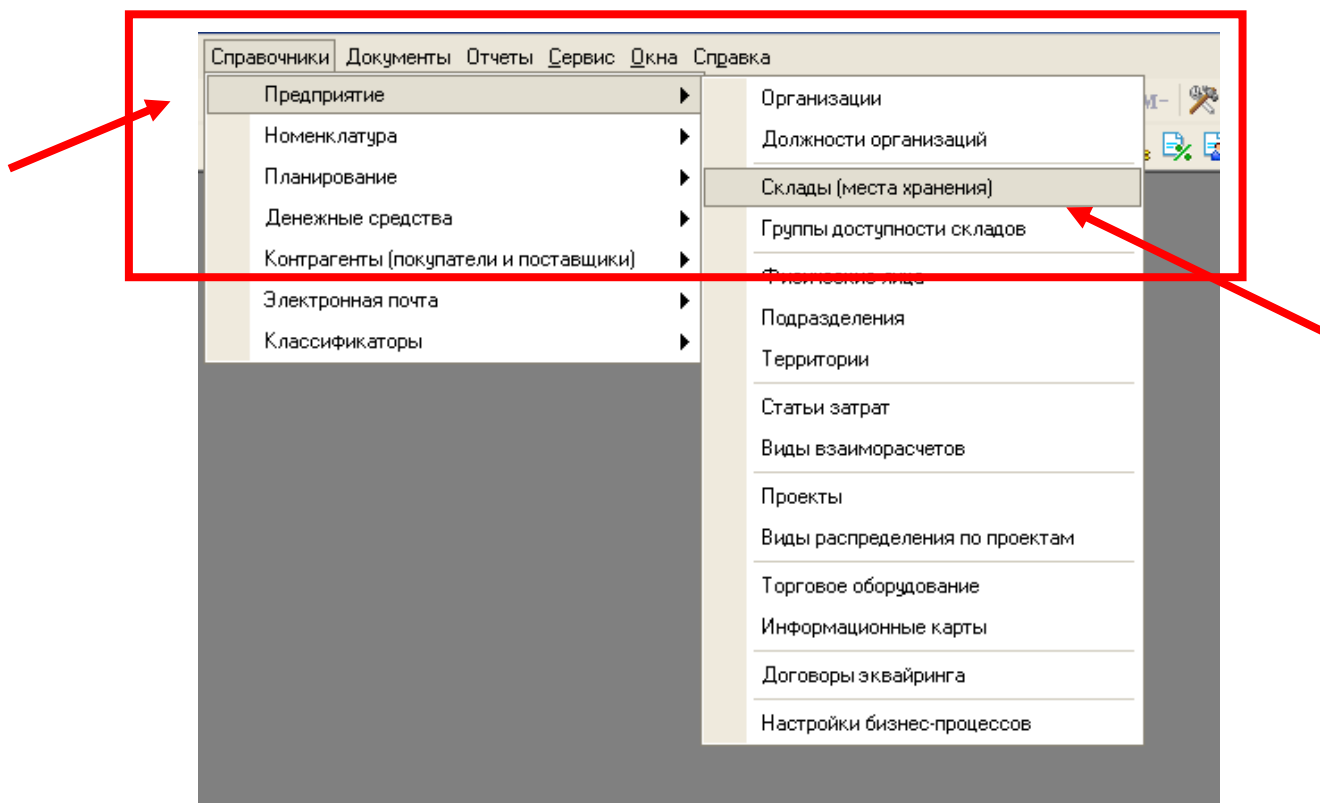 Справочники Документы Отчеты Сервис Окна Справка
Предприятие
Номенклатура
Планирование
Денежные средства
Контрагенты (покупатели и поставщики)
Электронная почта
Классификаторы
Организации
Должности организаций
Склады (места хранения)
Группы доступности складов
Физические лица
Подразделения
Территории
Статьи затрат
Виды взаиморасчетов
Проекты
Виды распределения по проектам
Торговое оборудование
Информационные карты
Договоры эквайринга
Настройки бизнес-процессов
М-